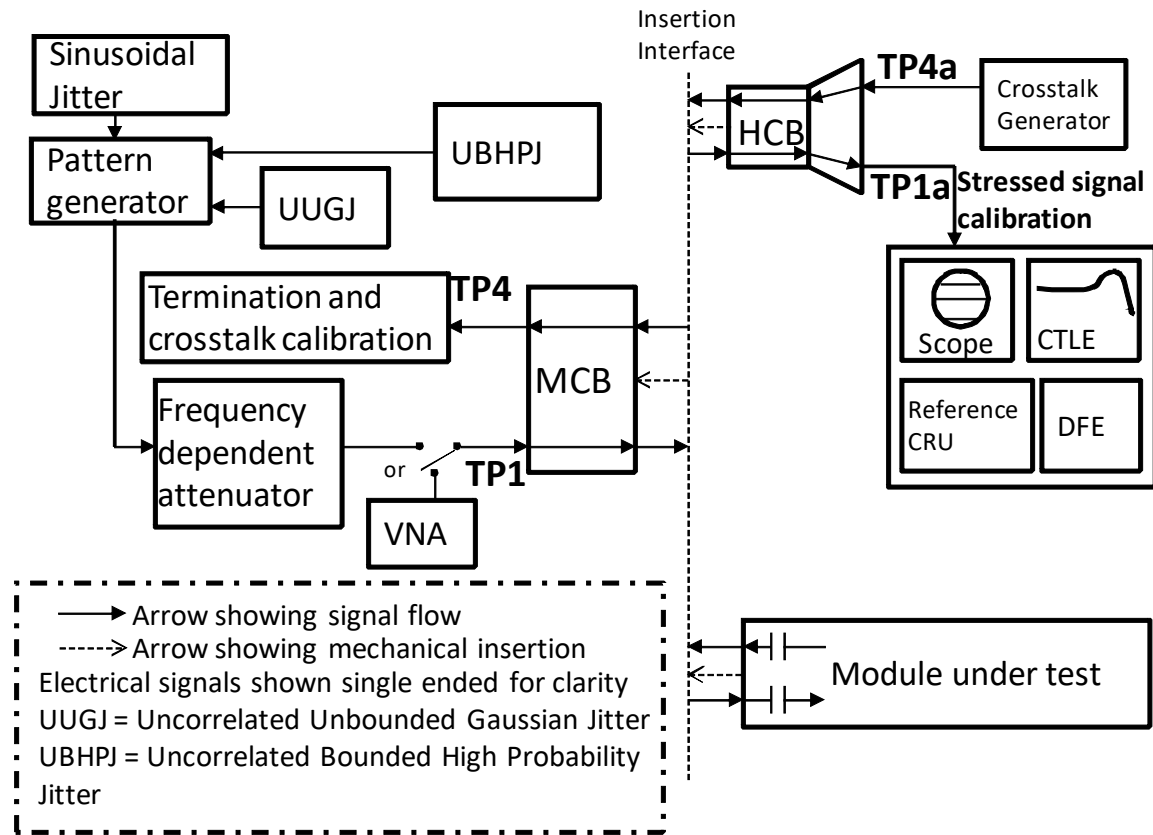 Insertion
Interface
Sinusoidal
Jitter
Pattern
generator
UBHPJ
UUGJ
TP4a
HCB
Crosstalk
Generator
TP1a
Stressed signal
calibration
Scope
CTLE
Reference
CRU
DFE
Termination and
crosstalk calibration
TP4
MCB
Frequency
dependent
attenuator
or
TP1
VNA
Arrow showing signal flow
Arrow showing mechanical insertion
Electrical signals shown single ended for clarity
UUGJ = Uncorrelated Unbounded Gaussian Jitter
UBHPJ = Uncorrelated Bounded High Probability
Jitter
Module under test